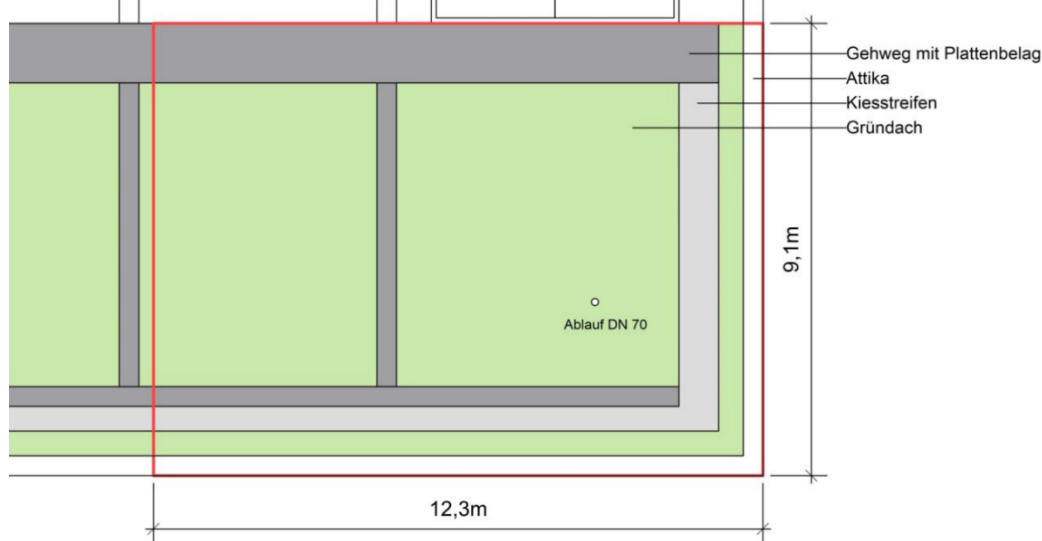 Gehweg mit Plattenbelag
Attika
Kiesstreifen
Gründach
9,1m
Ablauf DN 70
12,3m